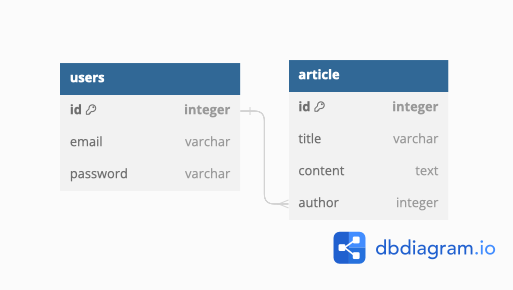 users
id integer
email varchar
password varchar
article
id integer
title varchar
content text
author integer
dbdiagram.io